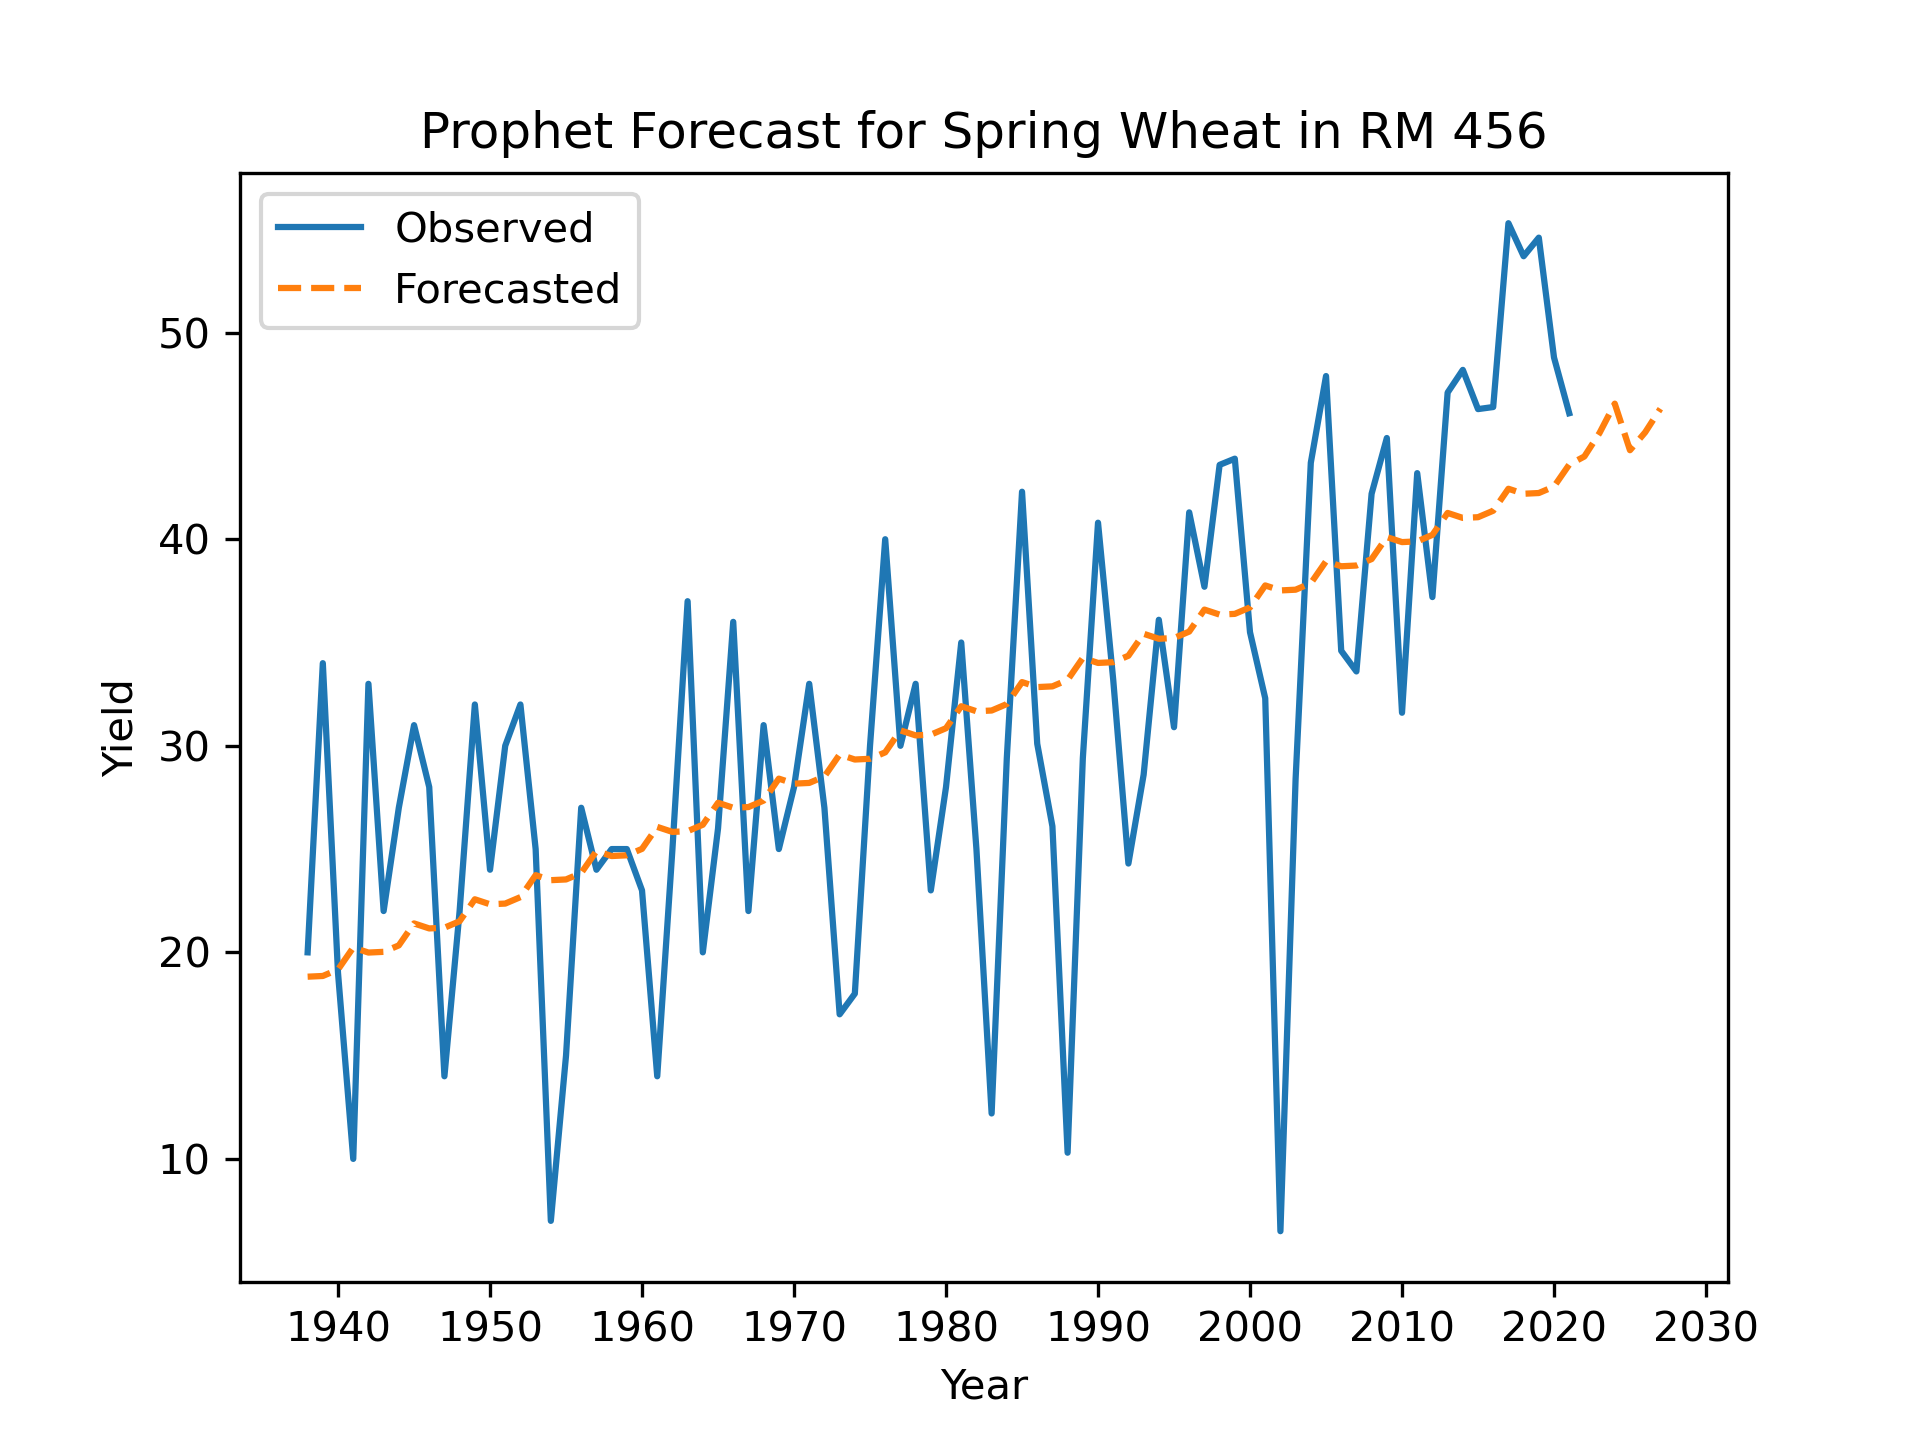 Prophet Forecast for Spring Wheat in RM 456
Observed
Forecasted
50
40
30
20
10
Yield
1940 1950 1960 1970 1980 1990 2000 2010 2020 2030
Year